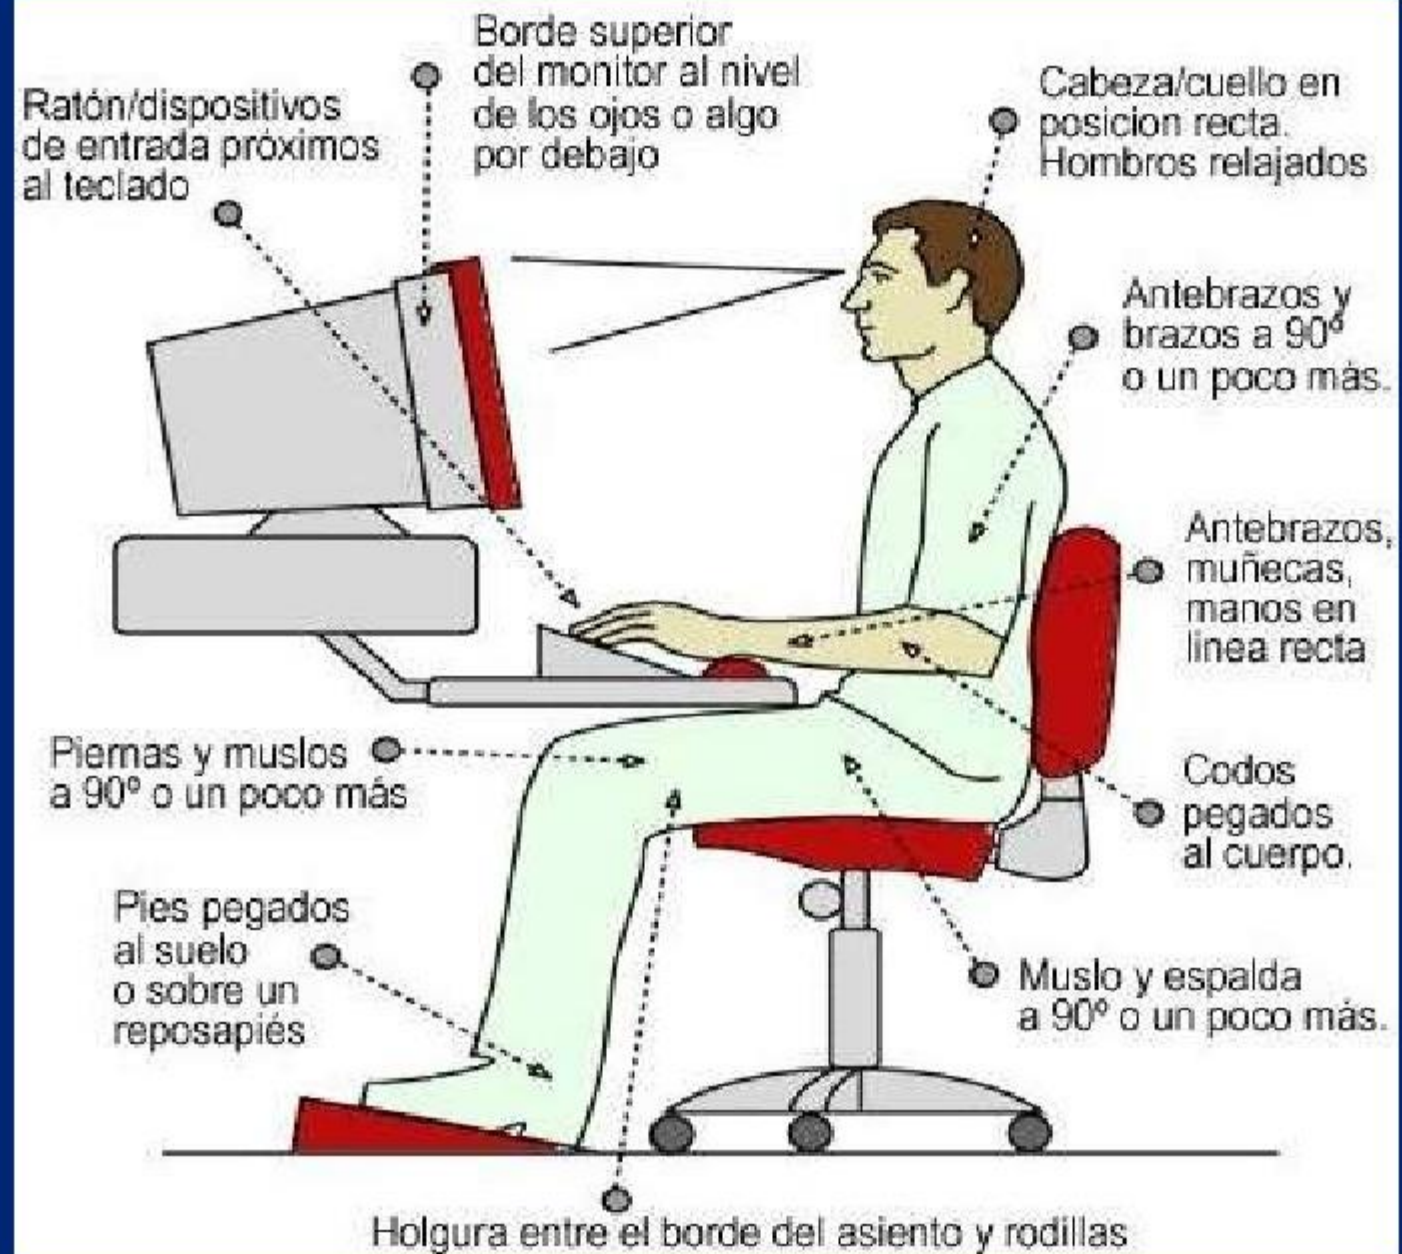 Borde superior
del monitor al nivel
de los ojos o algo
por debajo
Ratón/dispositivos
de entrada próximos
al teclado
Cabeza/cuello en
posicion recta.
Hombros relajados
Antebrazos y
brazos a 90º
o un poco más.
Antebrazos,
muñecas,
manos en
linea recta
Piernas y muslos
a 90º o un poco más
Codos
pegados
al cuerpo.
Pies pegados
al suelo
o sobre un
reposapiés
Muslo y espalda
a 90º o un poco más.
Holgura entre el borde del asiento y rodillas